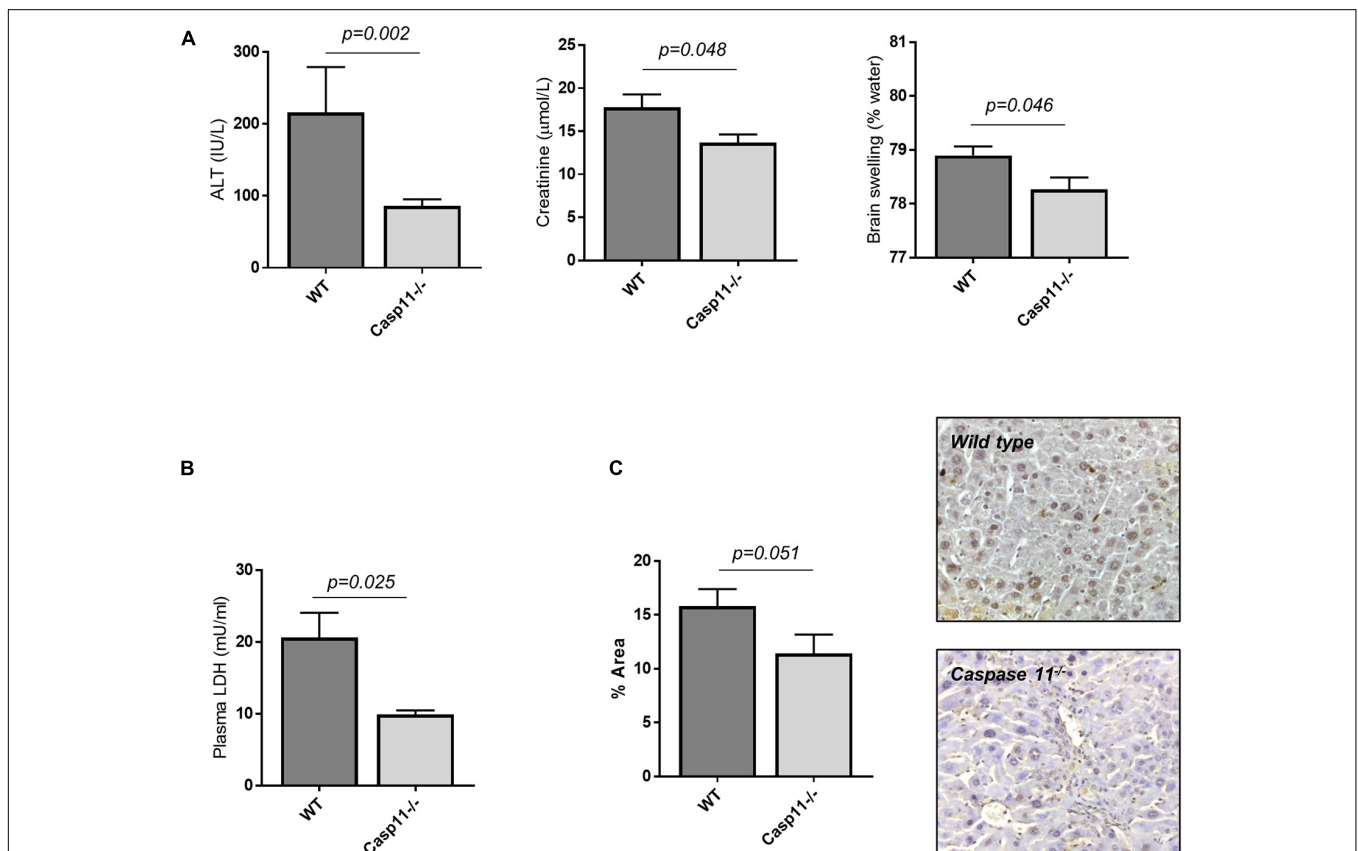 A
p=0.002
300
200
100
0
ALT (IU/L)
WT
Casp11-/-
p=0.048
25
20
15
10
5
0
Creatinine (µmol/L)
WT
Casp11-/-
p=0.046
81
80
79
78
77
Brain swelling (% water)
WT
Casp11-/-
B
p=0.025
30
20
10
0
Plasma LDH (mU/ml)
WT
Casp11-/-
C
p=0.051
20
15
10
5
0
% Area
WT
Casp11-/-
Wild type
Caspase 11-/-